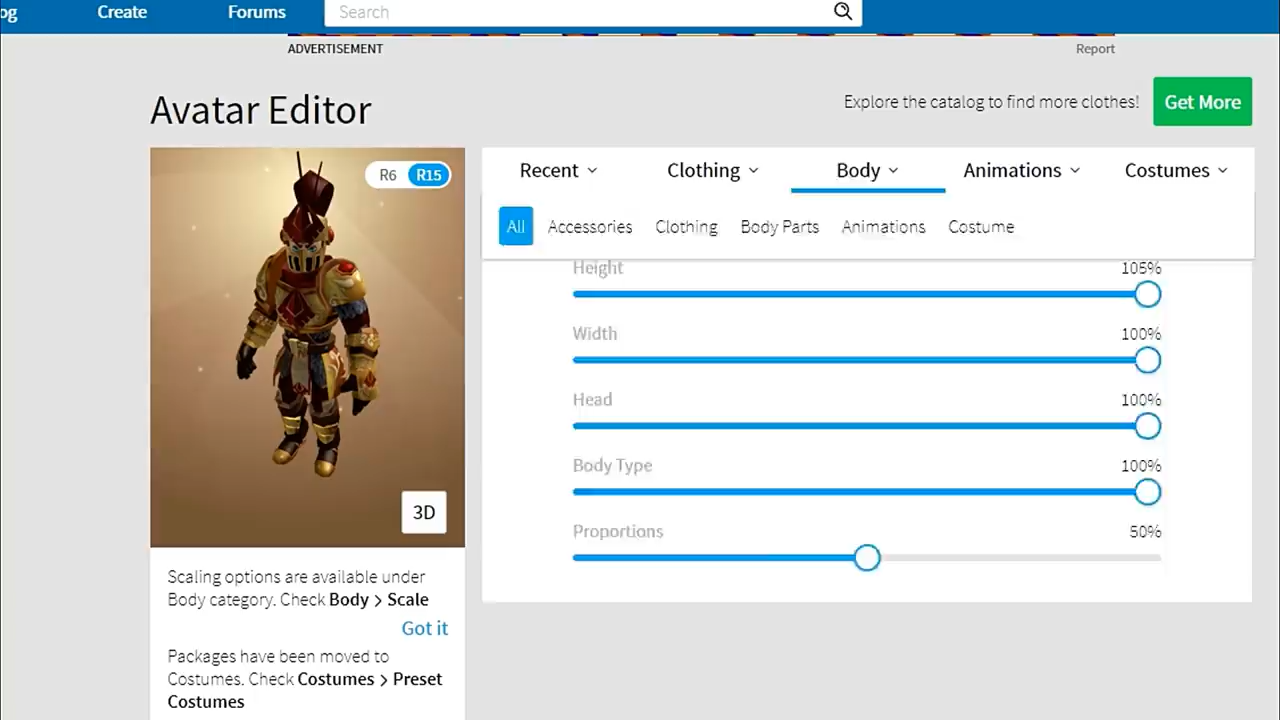 og Create Forums Search
ADVERTISEMENT Report
Avatar Editor
Explore the catalog to find more clothes! Get More
R6 R15
Recent Clothing Body Animations Costumes
All Accessories Clothing Body Parts Animations Costume
Height 105%
Width 100%
Head 100%
Body Type 100%
Proportions 50%
3D
Scaling options are available under
Body category. Check Body > Scale
Got it
Packages have been moved to
Costumes. Check Costumes > Preset
Costumes